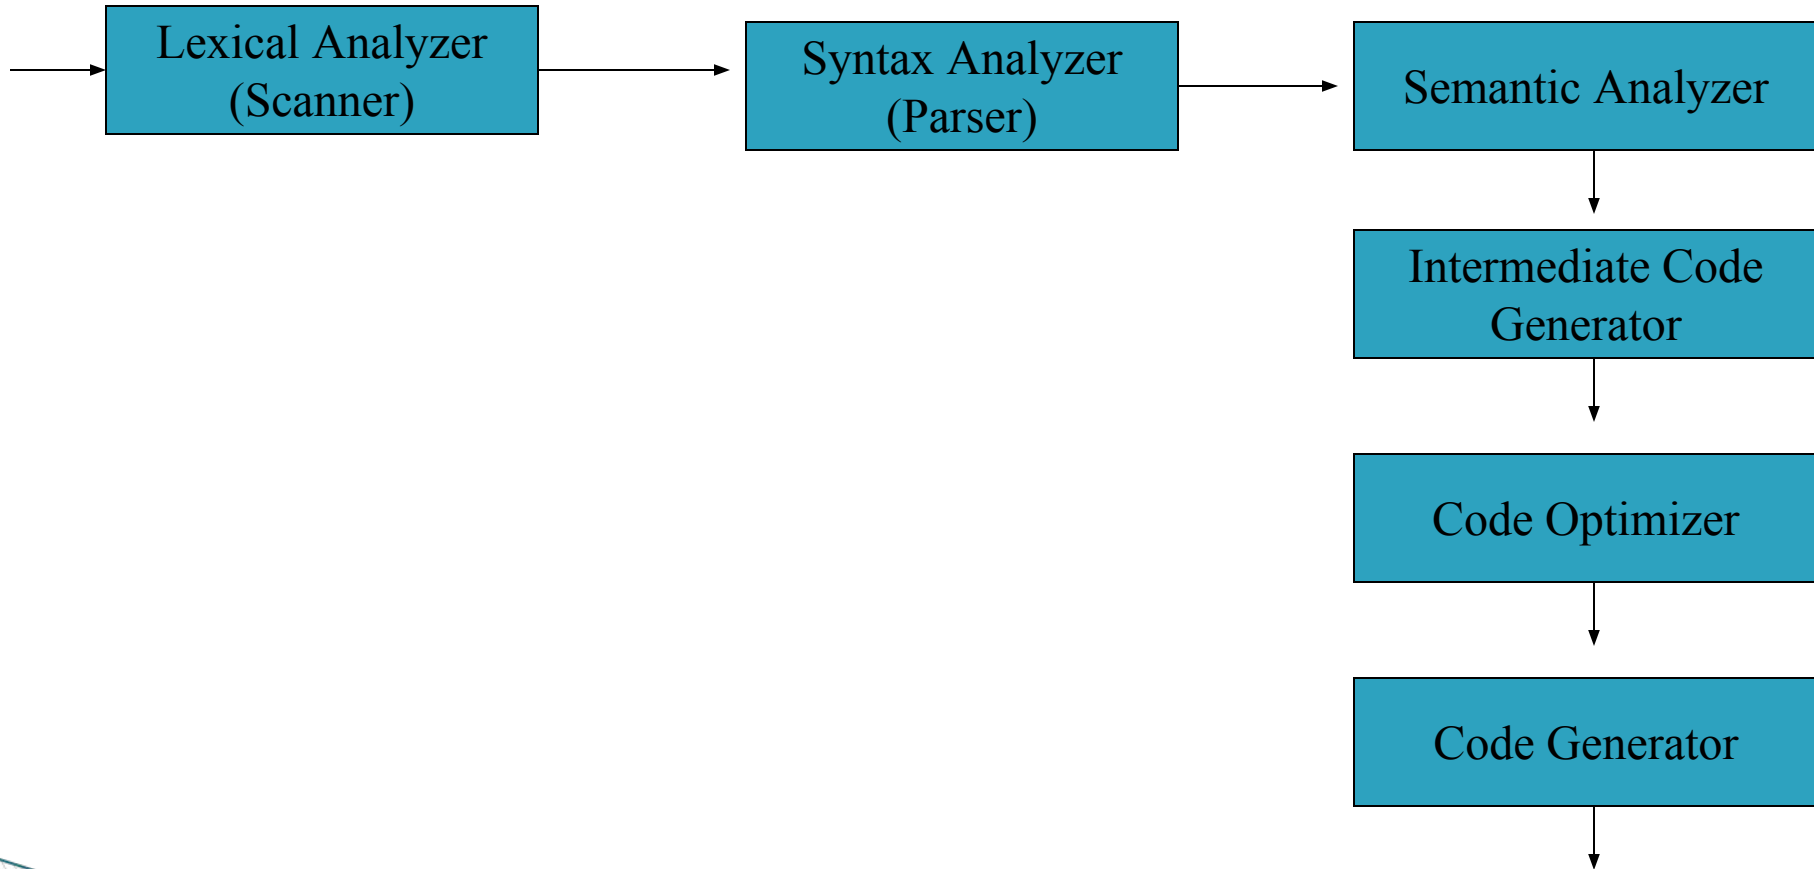 Lexical Analyzer
(Scanner)
Syntax Analyzer
(Parser)
Semantic Analyzer
Intermediate Code
Generator
Code Optimizer
Code Generator